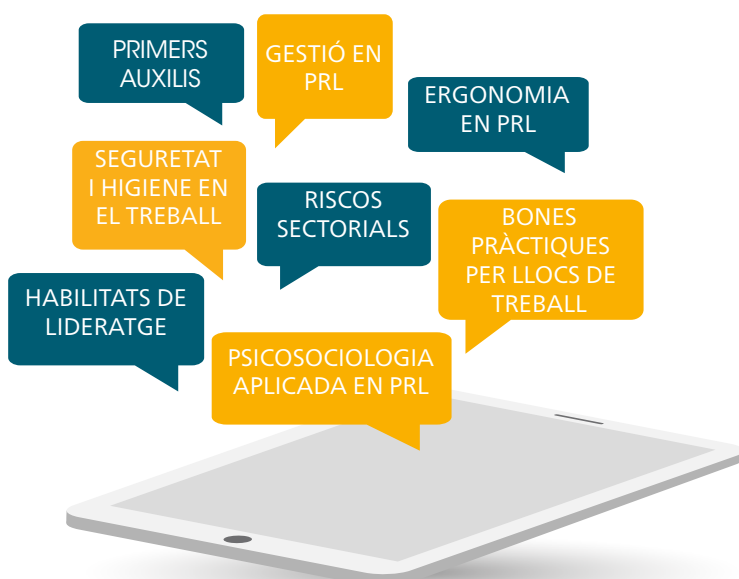 PRIMERS
AUXILIS
GESTIÓ EN
PRL
ERGONOMIA
EN PRL
SEGURETAT
I HIGIENE EN
EL TREBALL
RISCOS
SECTORIALS
BONES
PRÀCTIQUES
PER LLOCS DE
TREBALL
HABILITATS DE
LIDERATGE
PSICOSOCIOLOGIA
APLICADA EN PRL